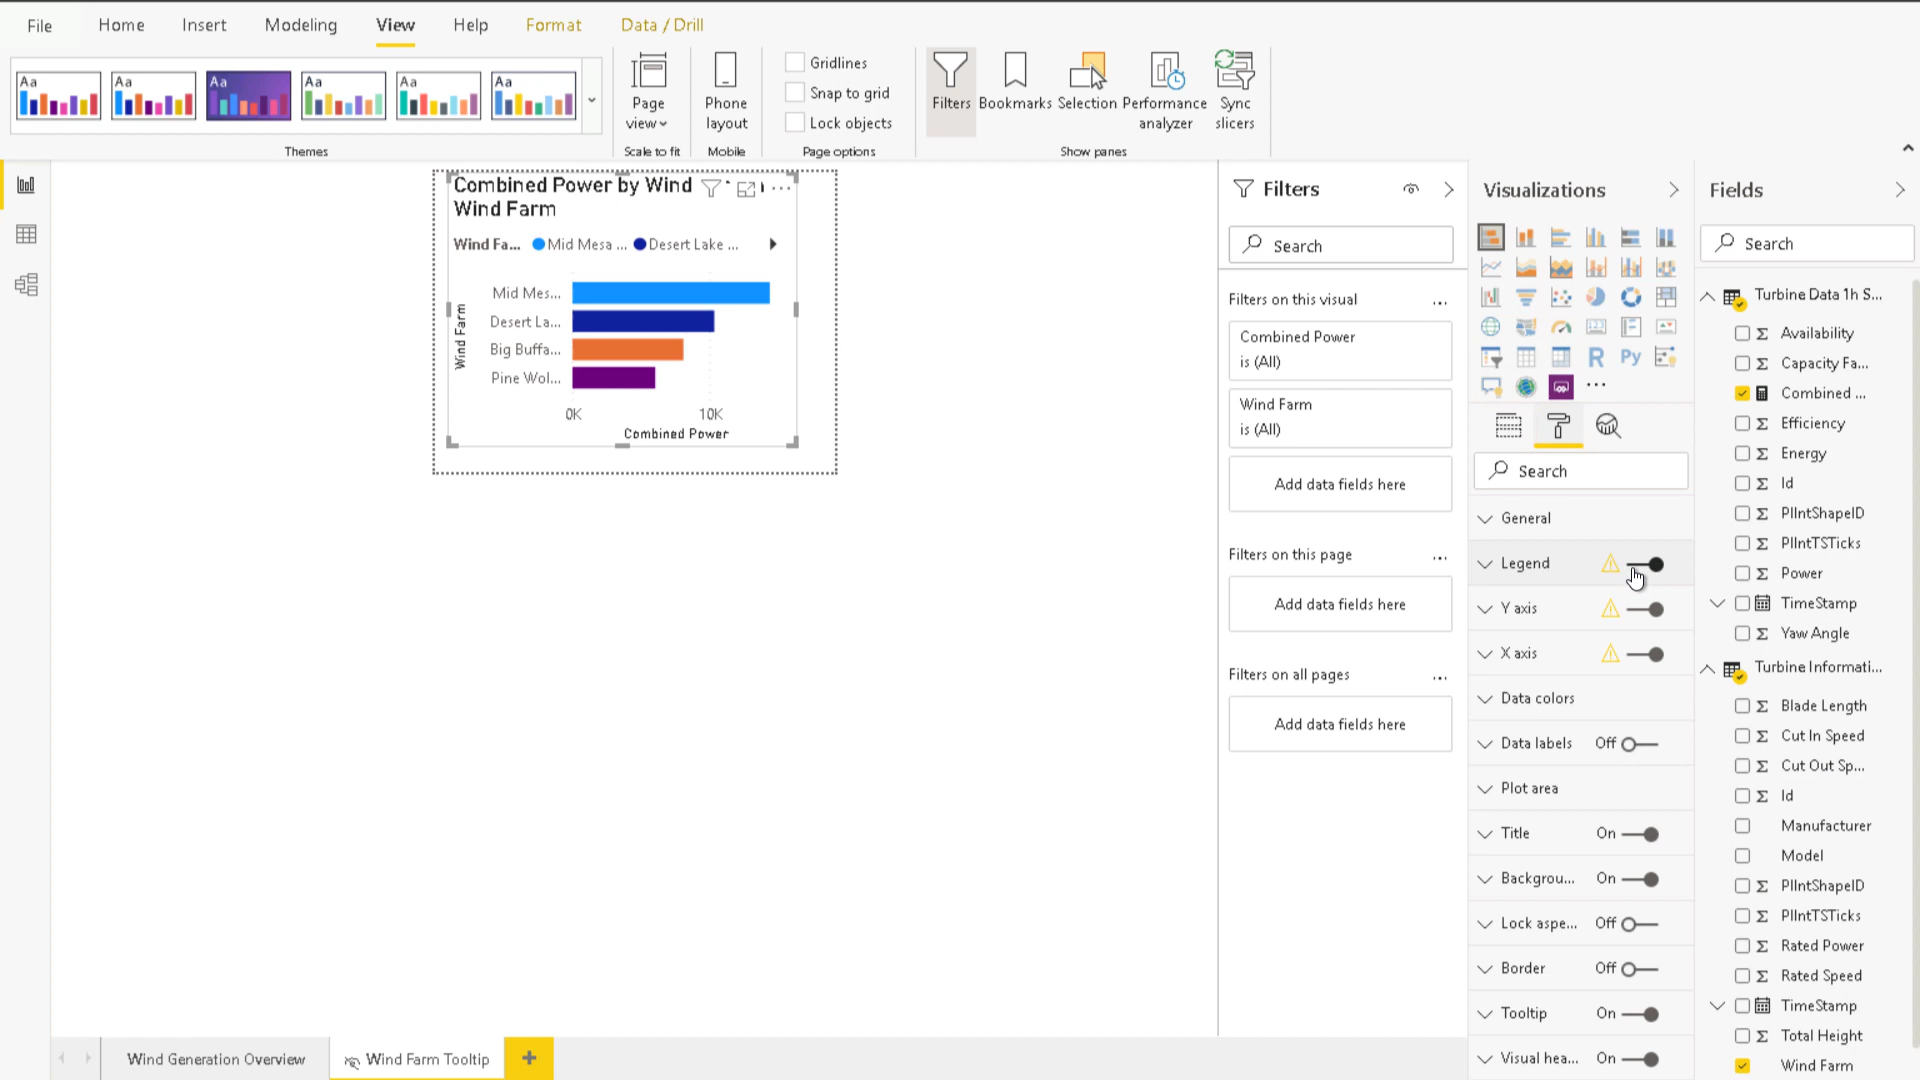 File
Home
Insert
Modeling
View
Help
Format
Data / Drill
Aa
Aa
Aa
Aa
Aa
Aa
Themes
Page
view
Scale to fit
Phone
layout
Mobile
Gridlines
Snap to grid
Lock objects
Page options
Filters
Bookmarks
Selection
Performance
analyzer
Sync
slicers
Show panes
Combined Power by Wind
Wind Farm
Wind Fa...
Mid Mesa ...
Desert Lake ...
Wind Farm
Mid Mes...
Desert La...
Big Buffa...
Pine Wol...
0K
10K
Combined Power
Filters
Search
Filters on this visual
...
Combined Power
is (All)
Wind Farm
is (All)
Add data fields here
Filters on this page
...
Add data fields here
Filters on all pages
...
Add data fields here
Visualizations
R
Py
...
Search
General
Legend
Y axis
X axis
Data colors
Data labels Off
Plot area
Title On
Backgrou... On
Lock aspe... Off
Border Off
Tooltip On
Visual hea... On
Fields
Search
Turbine Data 1h S...
Σ Availability
Σ Capacity Fa...
Combined ...
Σ Efficiency
Σ Energy
Σ Id
Σ PIIntShapeID
Σ PIIntTSTicks
Σ Power
TimeStamp
Σ Yaw Angle
Turbine Informati...
Σ Blade Length
Σ Cut In Speed
Σ Cut Out Sp...
Σ Id
Manufacturer
Model
Σ PIIntShapeID
Σ PIIntTSTicks
Σ Rated Power
Σ Rated Speed
TimeStamp
Σ Total Height
Wind Farm
Wind Generation Overview
Wind Farm Tooltip
+